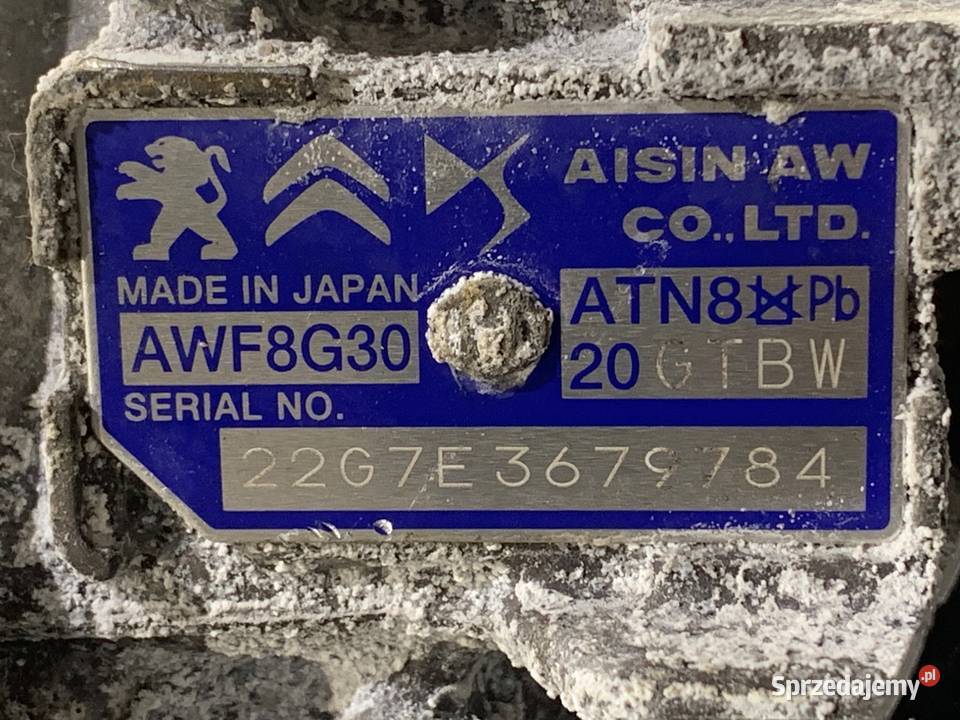 AISIN AW
CO., LTD.
MADE IN JAPAN
ATN8 Pb
AWF8G30
20 GTBW
SERIAL NO.
22G7E3679784
Sprzedajemy.pl